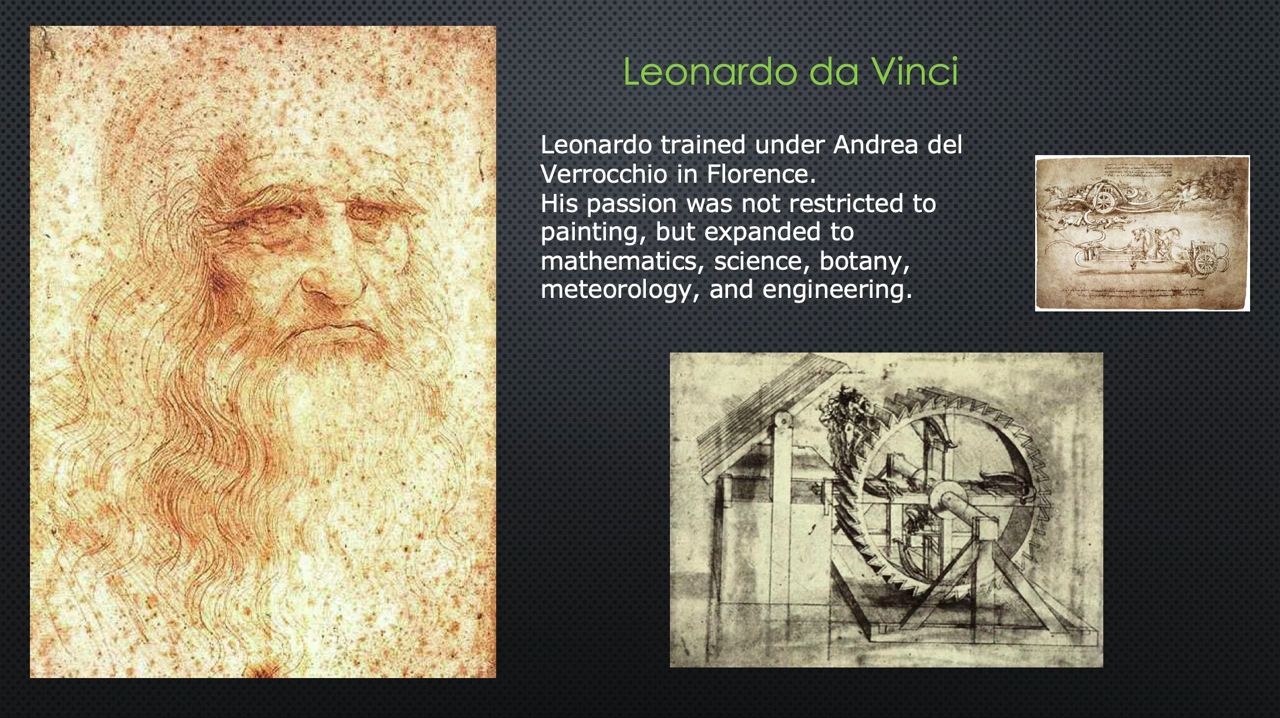 Leonardo da Vinci
Leonardo trained under Andrea del
Verrocchio in Florence.
His passion was not restricted to
painting, but expanded to
mathematics, science, botany,
meteorology, and engineering.